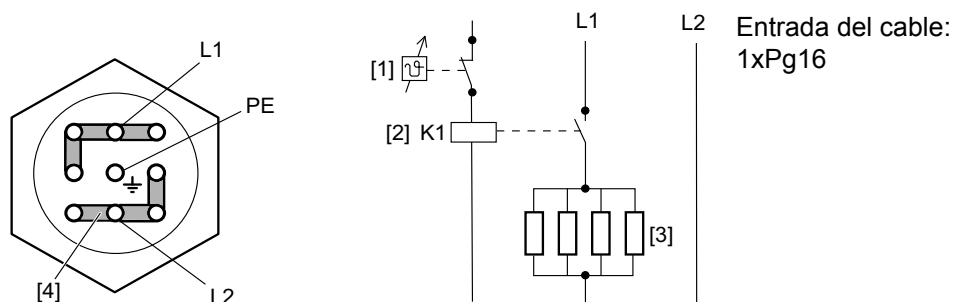 L1
PE
[4]
L2
[1]
ϑ
[2] K1
L1
[3]
L2
Entrada del cable:
1xPg16